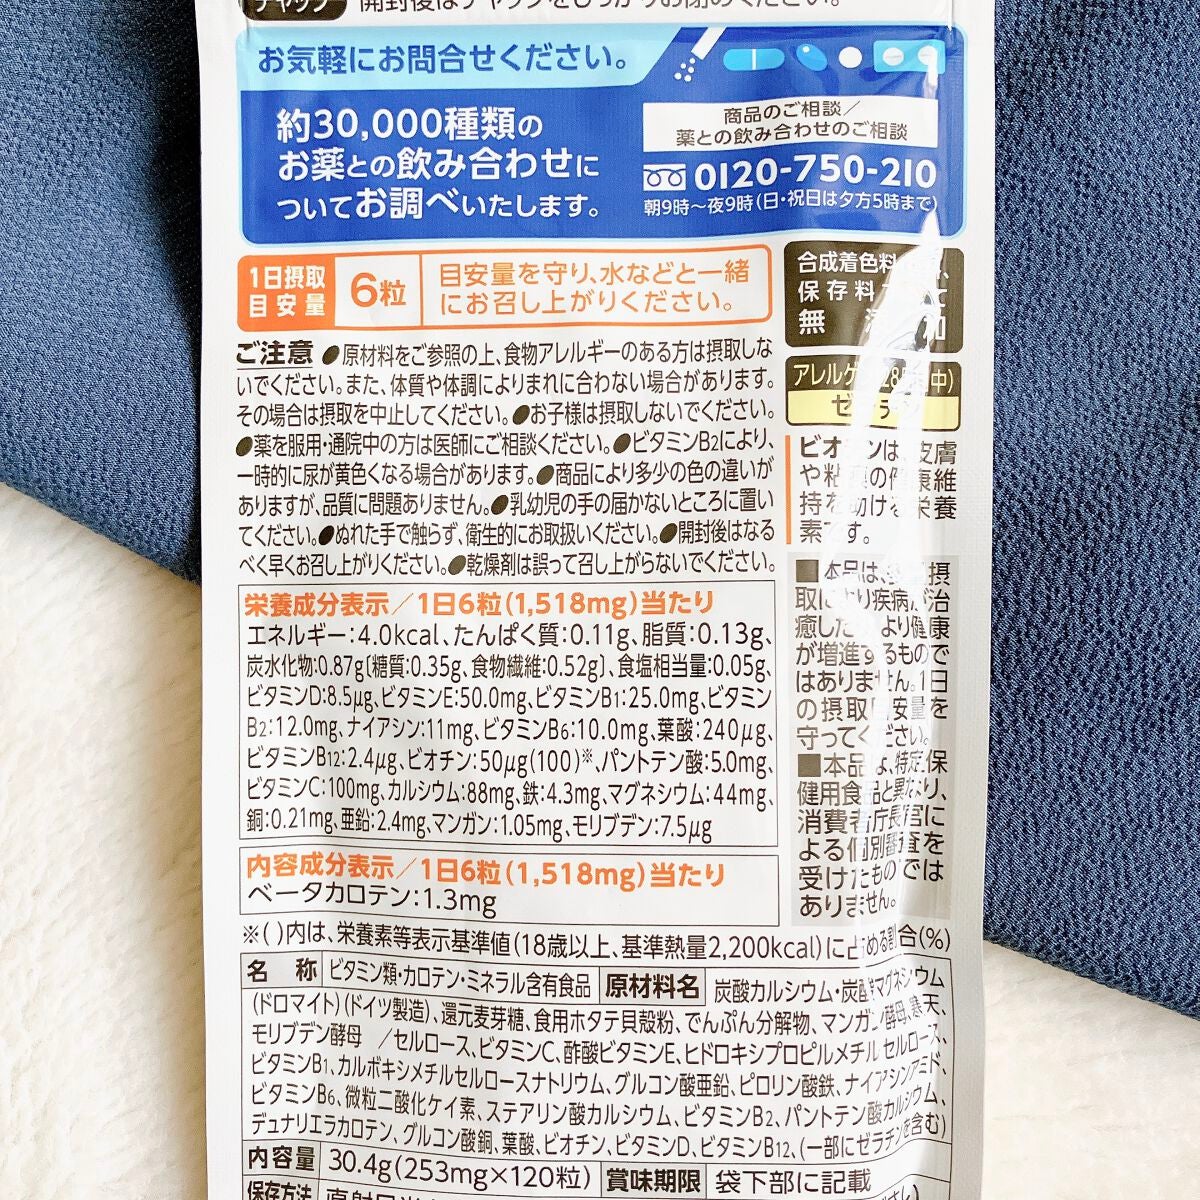 チャック 開封後はチャックをしっかりお閉めください。
お気軽にお問合せください。
約30,000種類の
お薬との飲み合わせに
ついてお調べいたします。
商品のご相談／
薬との飲み合わせのご相談
0120-750-210
朝9時～夜9時(日・祝日は夕方5時まで)
1日摂取
目安量
6粒
目安量を守り、水などと一緒
にお召し上がりください。
合成着色料
保存料
無
アレルゲン(28品目中)
ゼラチン
ビオチンは、皮膚
や粘膜の健康維
持を助ける栄養
素です。
ご注意 ●原材料をご参照の上、食物アレルギーのある方は摂取しな
いでください。また、体質や体調によりまれに合わない場合があります。
その場合は摂取を中止してください。●お子様は摂取しないでください。
●薬を服用・通院中の方は医師にご相談ください。●ビタミンB2により、
一時的に尿が黄色くなる場合があります。●商品により多少の色の違いが
ありますが、品質に問題ありません。●乳幼児の手の届かないところに置い
てください。●ぬれた手で触らず、衛生的にお取扱いください。●開封後はなる
べく早くお召し上がりください。●乾燥剤は誤って召し上がらないでください。
■本品は、多量摂
取により疾病が治
癒したり、より健康
が増進するもので
はありません。1日
の摂取目安量を
守ってください。
■本品は、特定保
健用食品と異なり、
消費者庁長官に
よる個別審査を
受けたものでは
ありません。
栄養成分表示／1日6粒(1,518mg)当たり
エネルギー:4.0kcal、たんぱく質:0.11g、脂質:0.13g、
炭水化物:0.87g〔糖質:0.35g、食物繊維:0.52g〕、食塩相当量:0.05g、
ビタミンD:8.5μg、ビタミンE:50.0mg、ビタミンB1:25.0mg、ビタミン
B2:12.0mg、ナイアシン:11mg、ビタミンB6:10.0mg、葉酸:240μg、
ビタミンB12:2.4μg、ビオチン:50μg(100)※、パントテン酸:5.0mg、
ビタミンC:100mg、カルシウム:88mg、鉄:4.3mg、マグネシウム:44mg、
銅:0.21mg、亜鉛:2.4mg、マンガン:1.05mg、モリブデン:7.5μg
内容成分表示／1日6粒(1,518mg)当たり
ベータカロテン:1.3mg
※( )内は、栄養素等表示基準値(18歳以上、基準熱量2,200kcal)に占める割合(%)
名 称 ビタミン類・カロテン・ミネラル含有食品 原材料名 炭酸カルシウム・炭酸マグネシウム
(ドロマイト)(ドイツ製造)、還元麦芽糖、食用ホタテ貝殻粉、でんぷん分解物、マンガン酵母、寒天、
モリブデン酵母 ／セルロース、ビタミンC、酢酸ビタミンE、ヒドロキシプロピルメチルセルロース、
ビタミンB1、カルボキシメチルセルロースナトリウム、グルコン酸亜鉛、ピロリン酸鉄、ナイアシンアミド、
ビタミンB6、微粒二酸化ケイ素、ステアリン酸カルシウム、ビタミンB2、パントテン酸カルシウム、
デュナリエラカロテン、グルコン酸銅、葉酸、ビオチン、ビタミンD、ビタミンB12、(一部にゼラチンを含む)
内容量 30.4g(253mg×120粒) 賞味期限 袋下部に記載
保存方法